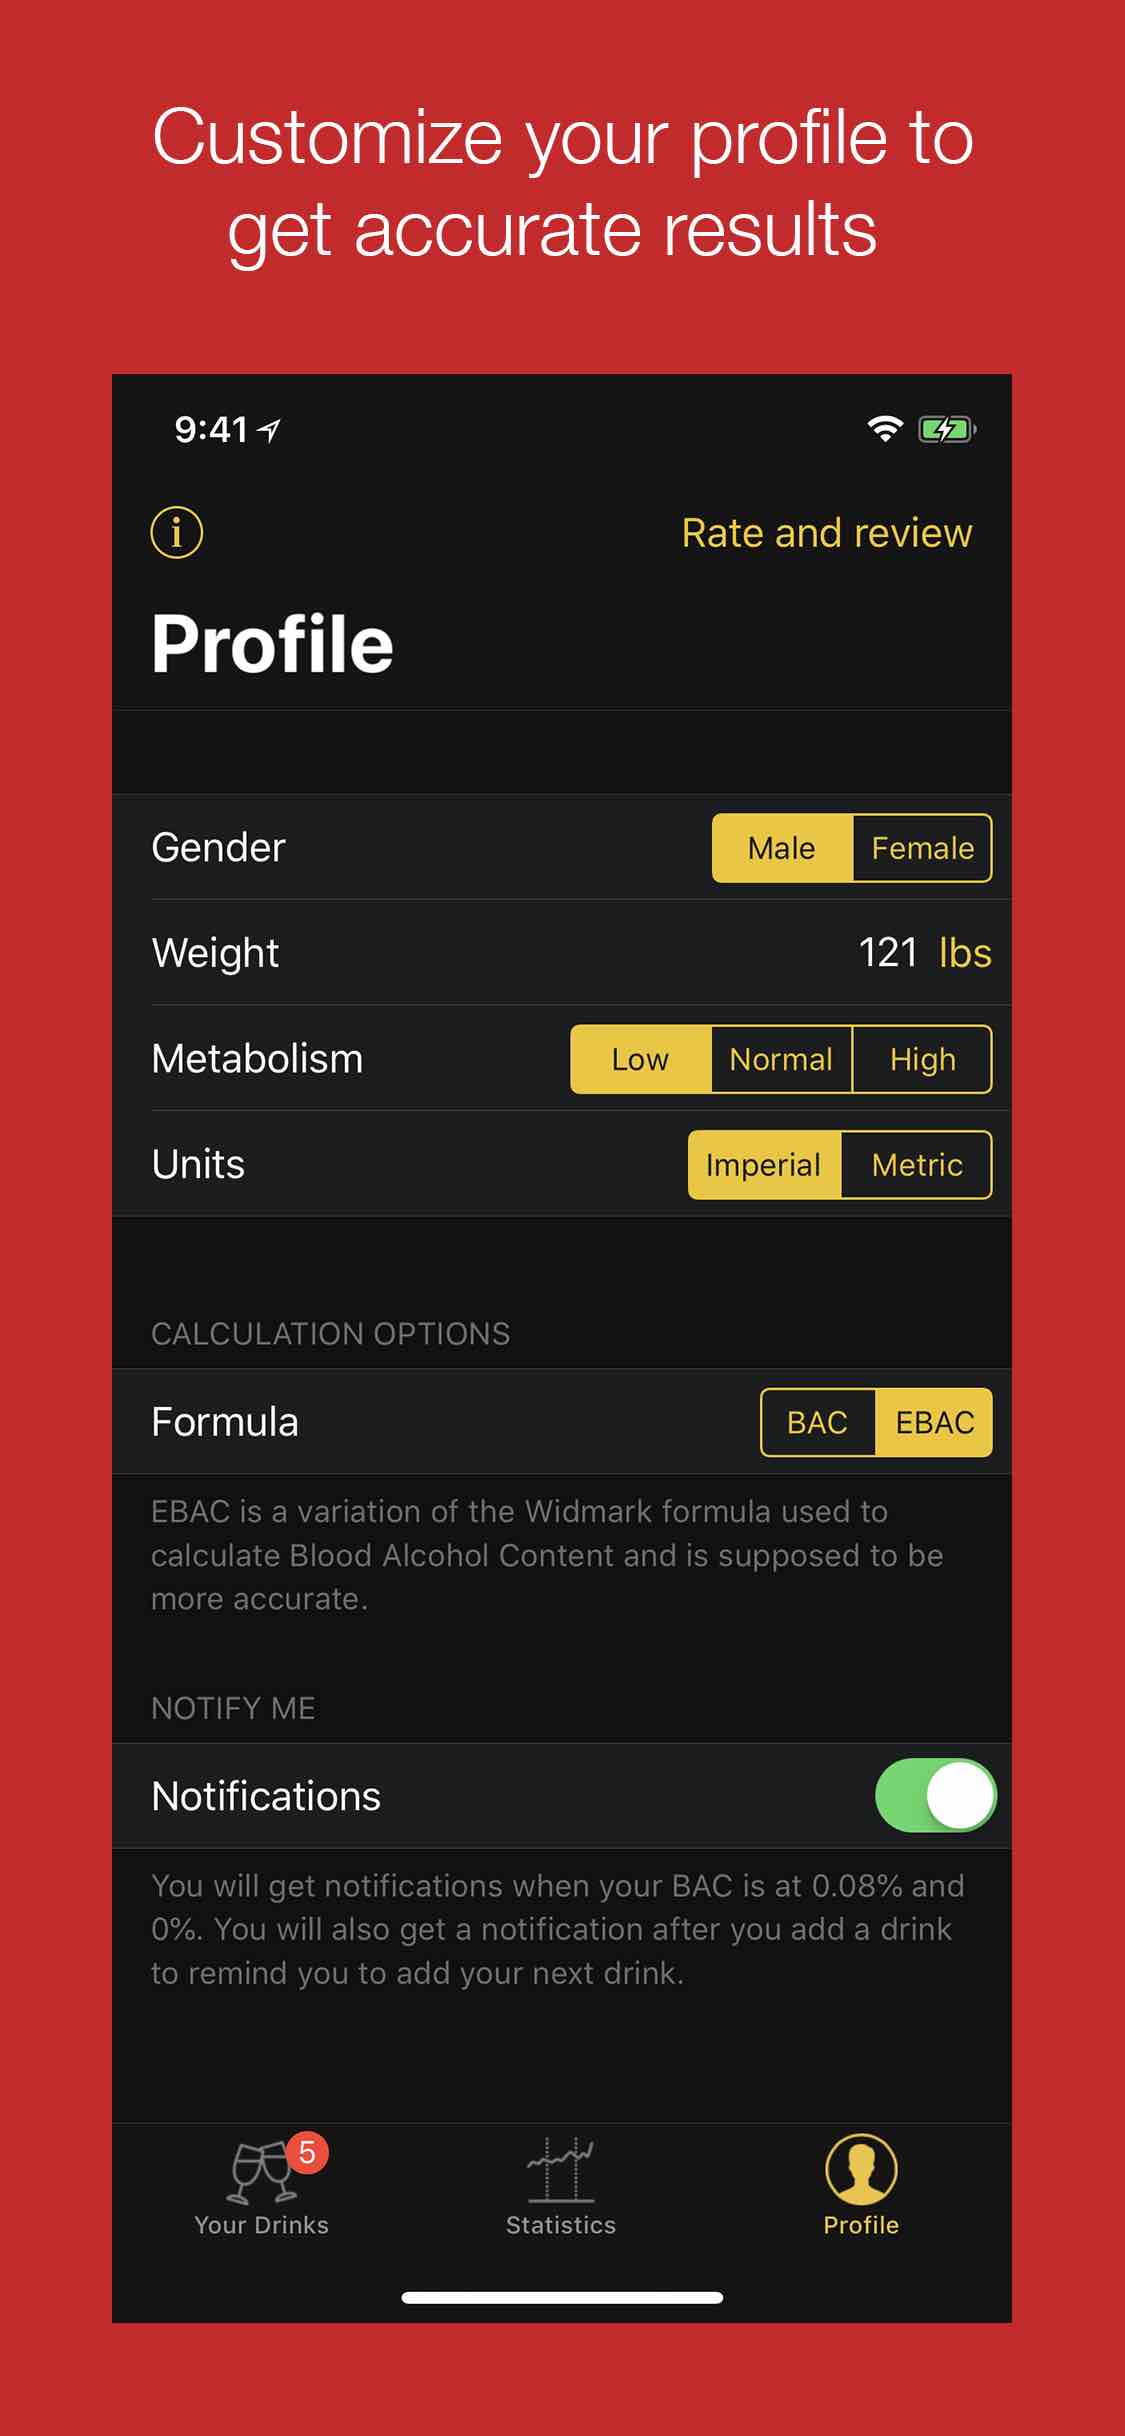 Customize your profile to
get accurate results
9:41
i
Rate and review
Profile
Gender
Male
Female
Weight
121 lbs
Metabolism
Low
Normal
High
Units
Imperial
Metric
CALCULATION OPTIONS
Formula
BAC
EBAC
EBAC is a variation of the Widmark formula used to
calculate Blood Alcohol Content and is supposed to be
more accurate.
NOTIFY ME
Notifications
You will get notifications when your BAC is at 0.08% and
0%. You will also get a notification after you add a drink
to remind you to add your next drink.
5
Your Drinks
Statistics
Profile